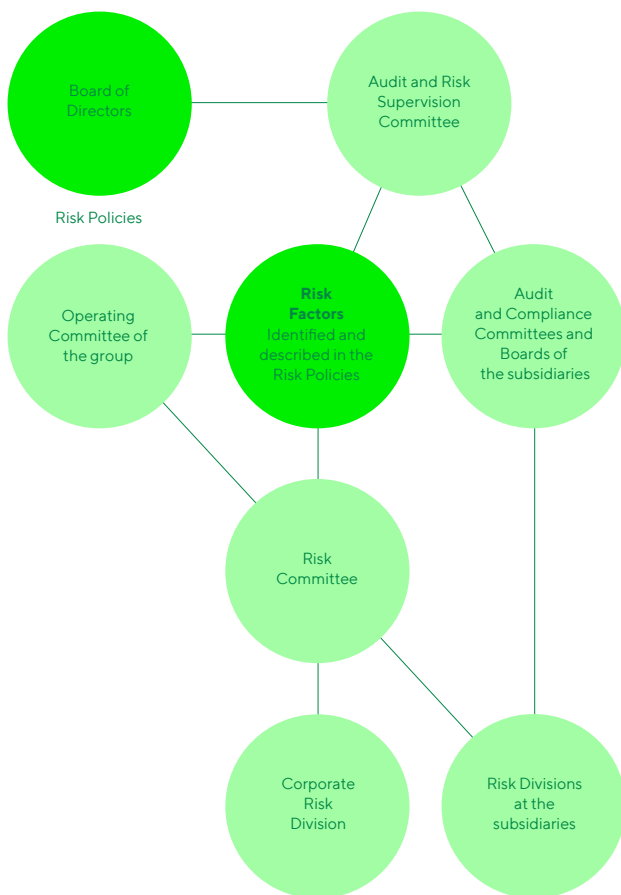 Board of
Directors
Audit and Risk
Supervision
Committee
Risk Policies
Operating
Committee of
the group
Risk
Factors
Identified and
described in the
Risk Policies
Audit
and Compliance
Committees and
Boards of
the subsidiaries
Risk
Committee
Corporate
Risk
Division
Risk Divisions
at the
subsidiaries